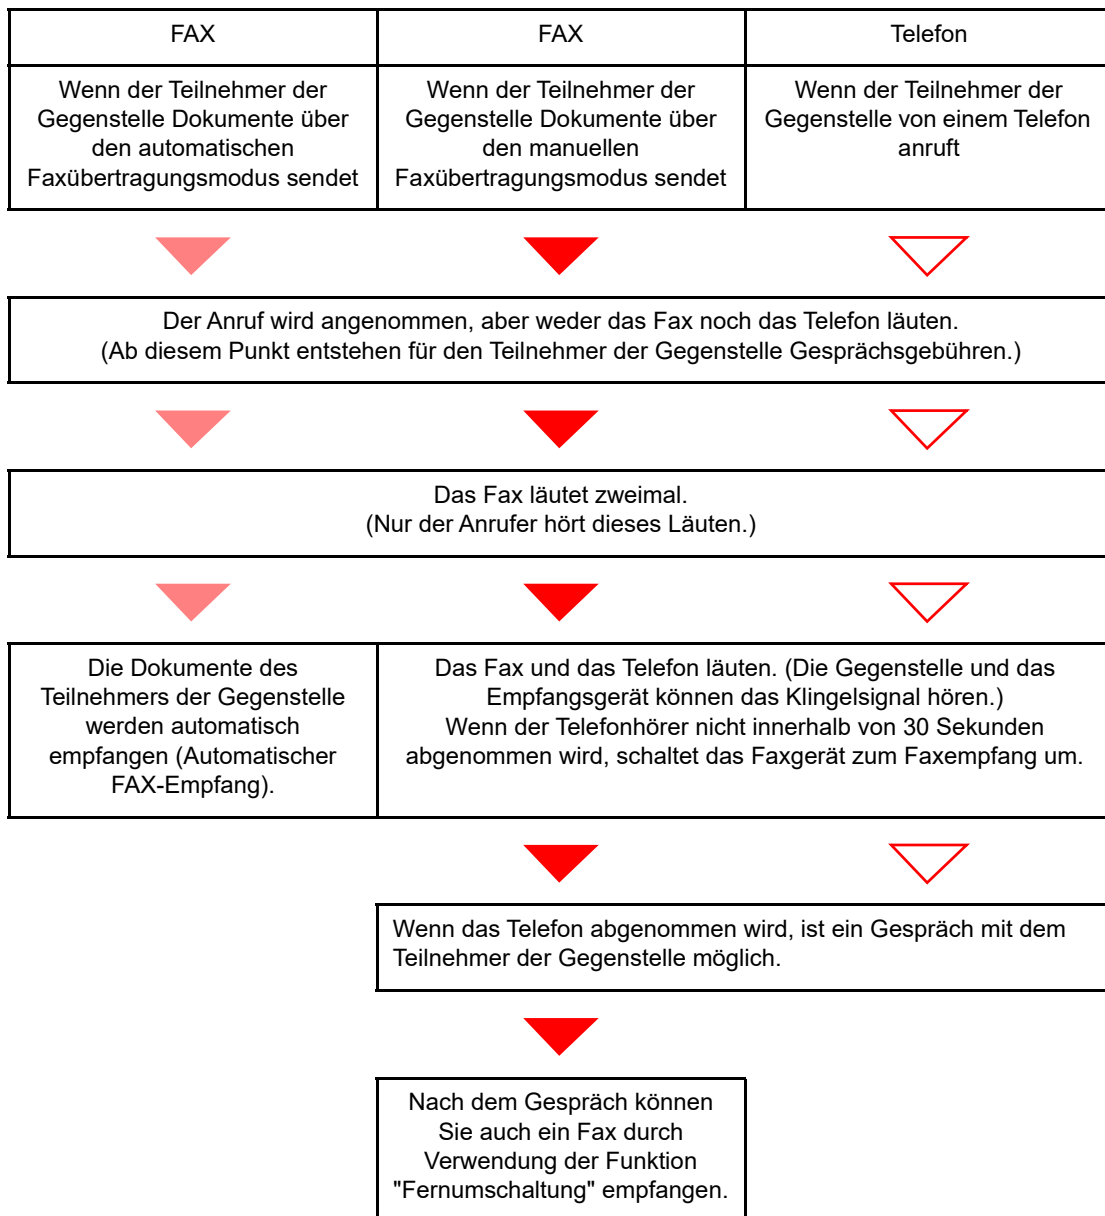 FAX
FAX
Telefon
Wenn der Teilnehmer der
Gegenstelle Dokumente über
den automatischen
Faxübertragungsmodus sendet
Wenn der Teilnehmer der
Gegenstelle Dokumente über
den manuellen
Faxübertragungsmodus sendet
Wenn der Teilnehmer der
Gegenstelle von einem Telefon
anruft
Der Anruf wird angenommen, aber weder das Fax noch das Telefon läuten.
(Ab diesem Punkt entstehen für den Teilnehmer der Gegenstelle Gesprächsgebühren.)
Das Fax läutet zweimal.
(Nur der Anrufer hört dieses Läuten.)
Die Dokumente des
Teilnehmers der Gegenstelle
werden automatisch
empfangen (Automatischer
FAX-Empfang).
Das Fax und das Telefon läuten. (Die Gegenstelle und das
Empfangsgerät können das Klingelsignal hören.)
Wenn der Telefonhörer nicht innerhalb von 30 Sekunden
abgenommen wird, schaltet das Faxgerät zum Faxempfang um.
Wenn das Telefon abgenommen wird, ist ein Gespräch mit dem
Teilnehmer der Gegenstelle möglich.
Nach dem Gespräch können
Sie auch ein Fax durch
Verwendung der Funktion
"Fernumschaltung" empfangen.